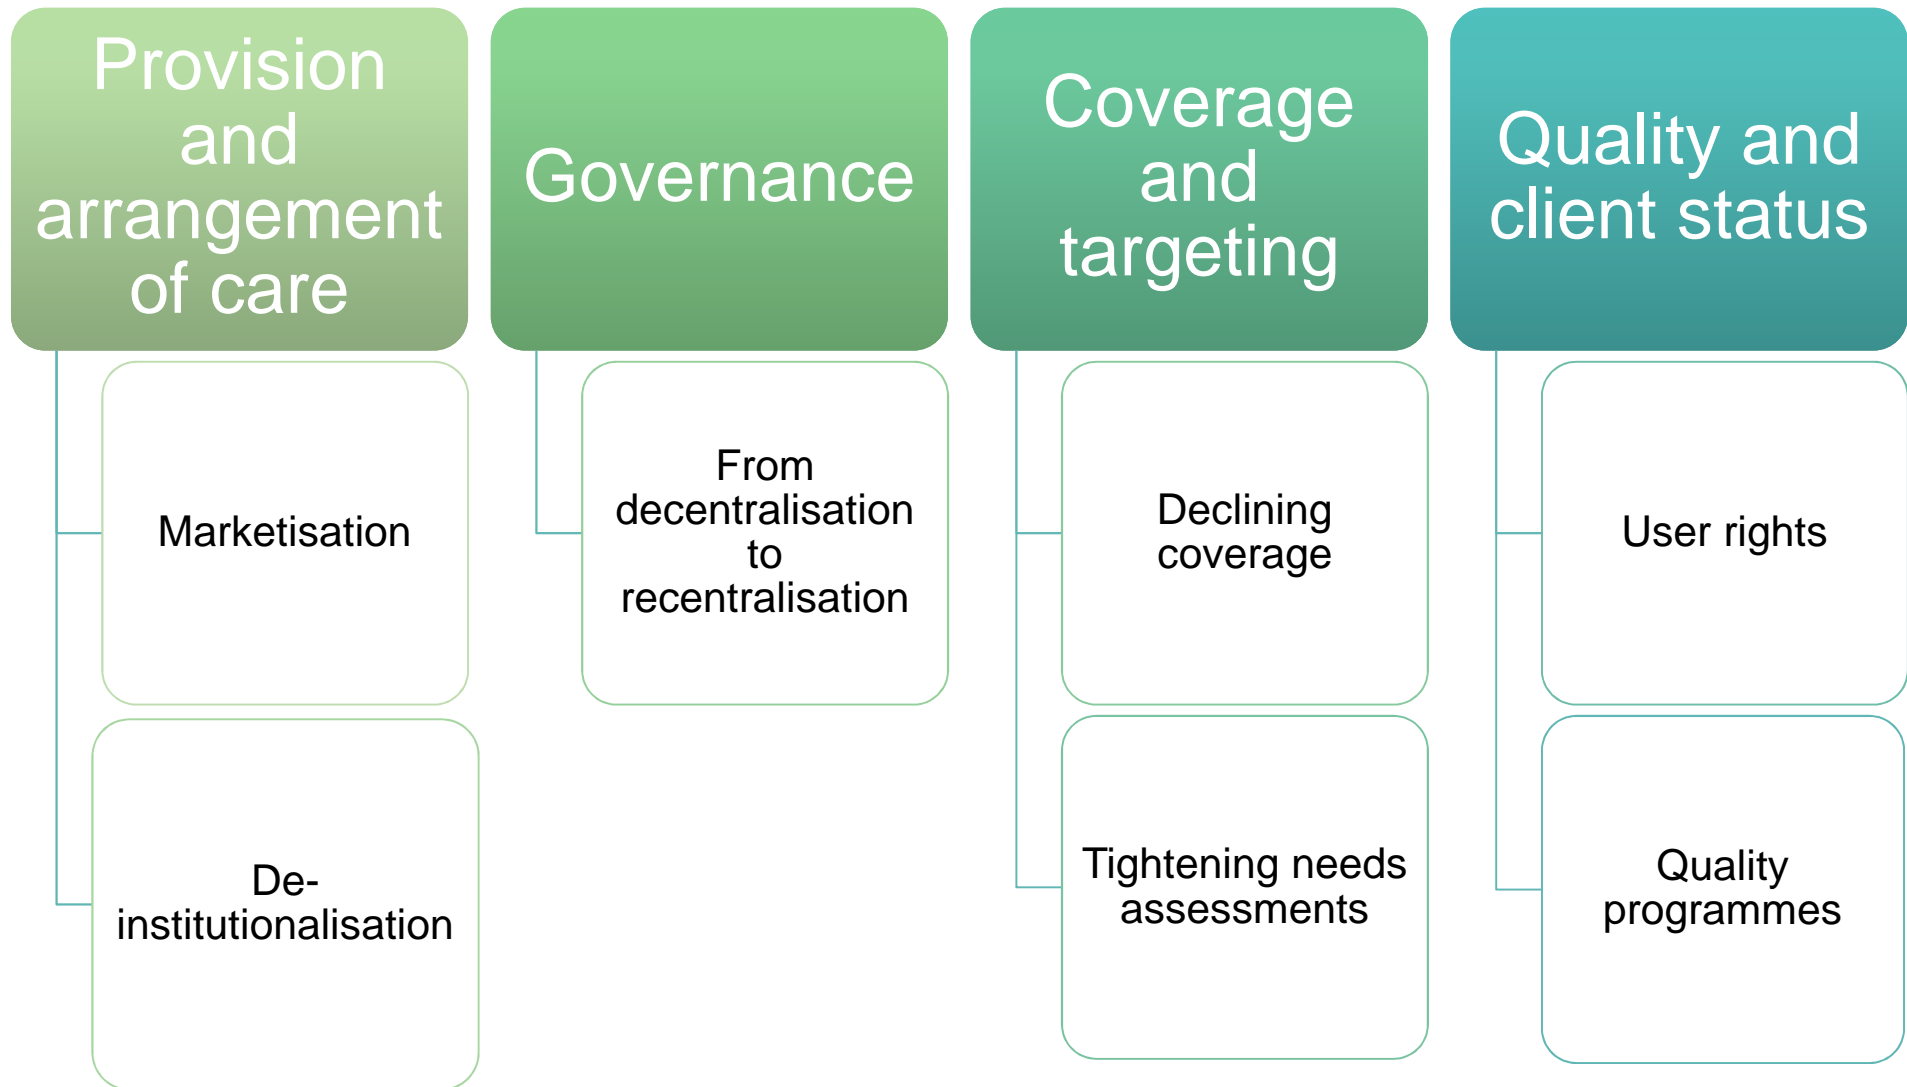 Provision
and
arrangement
of care
Marketisation
De-
institutionalisation
Governance
From
decentralisation
to
recentralisation
Coverage
and
targeting
Declining
coverage
Tightening needs
assessments
Quality and
client status
User rights
Quality
programmes